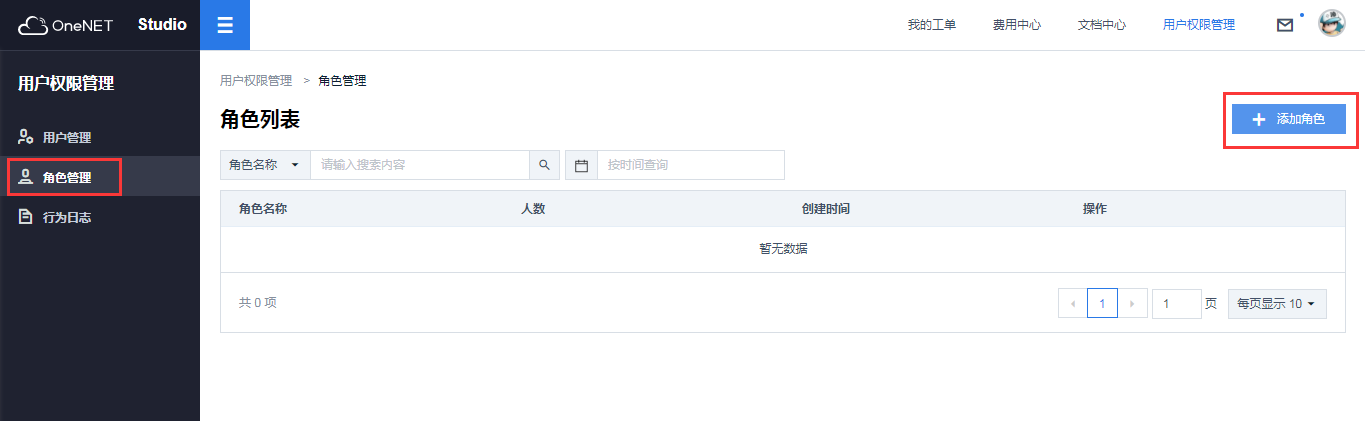 OneNET Studio 我的工单 费用中心 文档中心 用户权限管理
用户权限管理
用户管理
角色管理
行为日志
用户权限管理 > 角色管理
角色列表
添加角色
角色名称 请输入搜索内容 按时间查询
角色名称 人数 创建时间 操作
暂无数据
共 0 项 1 1 页 每页显示 10